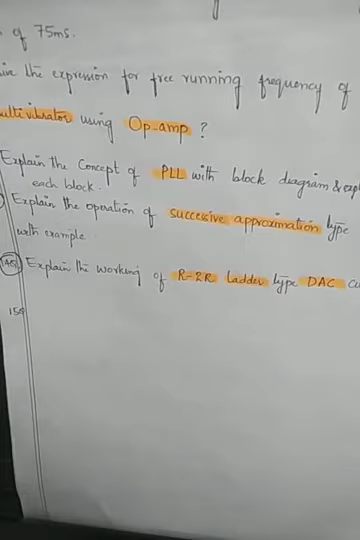 of 75ms.
the expression for free running frequency of
multivibrator using Op-amp ?
Explain the Concept of PLL with block diagram & exp
each block.
Explain the operation of successive approximation type
with example
14a) Explain the working of R-2R Ladder type DAC
15a